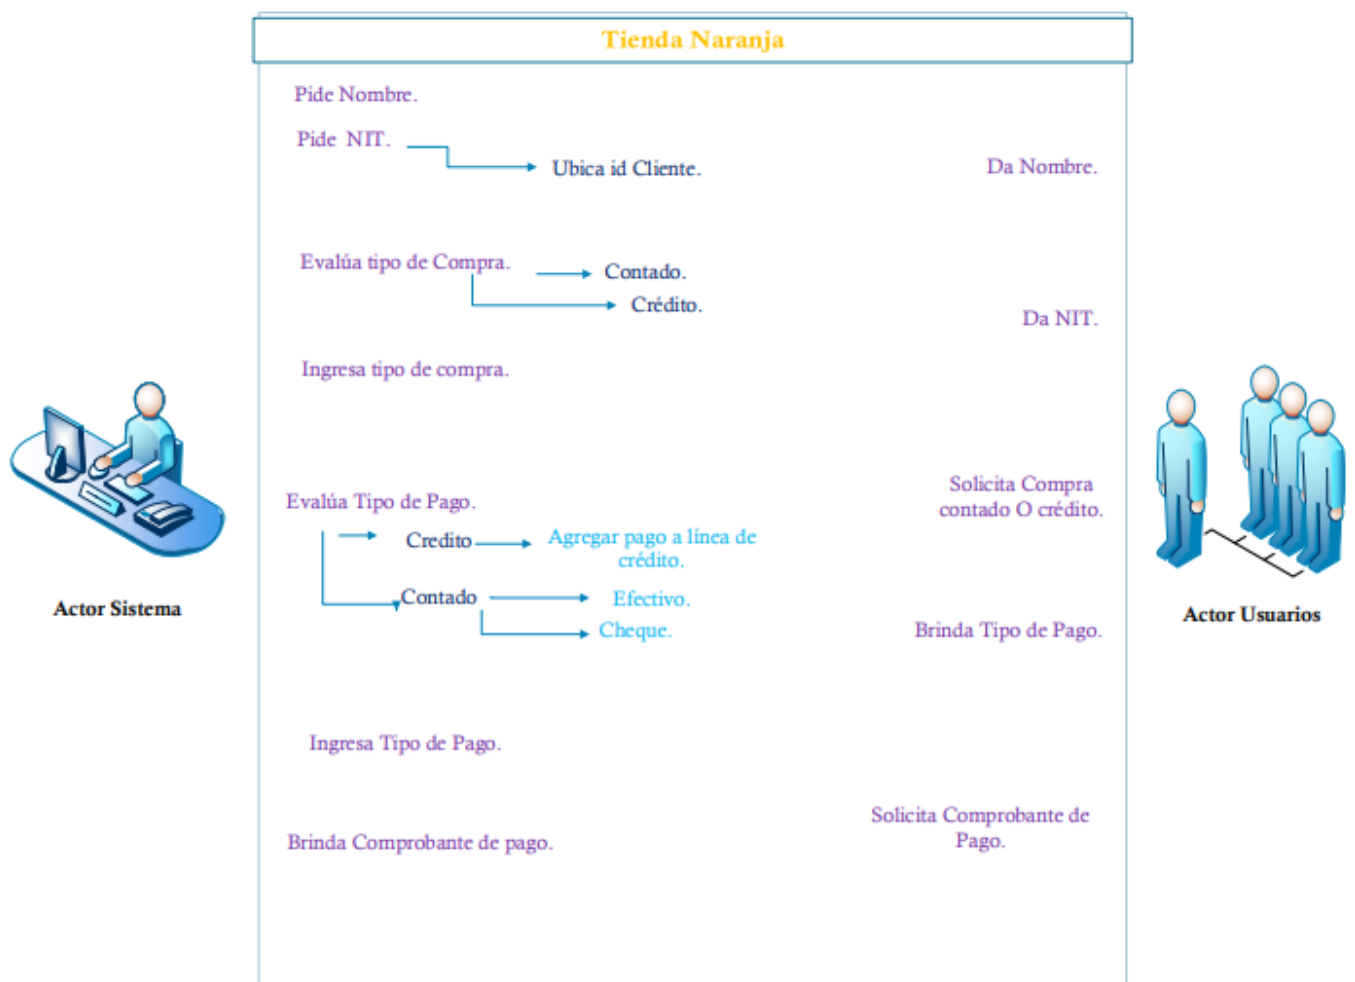 Tienda Naranja
Pide Nombre.
Pide NIT.
Ubica id Cliente.
Da Nombre.
Evalúa tipo de Compra.
Contado.
Crédito.
Da NIT.
Ingresa tipo de compra.
Solicita Compra
contado O crédito.
Evalúa Tipo de Pago.
Credito
Agregar pago a línea de
crédito.
Contado
Efectivo.
Cheque.
Brinda Tipo de Pago.
Actor Sistema
Actor Usuarios
Ingresa Tipo de Pago.
Solicita Comprobante de
Pago.
Brinda Comprobante de pago.